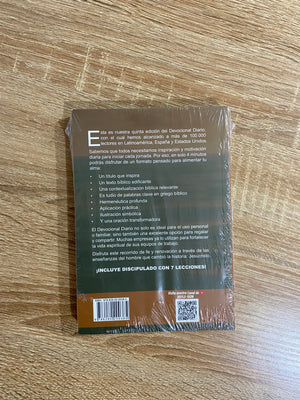 Esta es nuestra quinta edición del Devocional Diario,
con el cual hemos alcanzado a más de 100.000
lectores en Latinoamérica, España y Estados Unidos.
Sabemos que todos necesitamos inspiración y motivación
diaria para iniciar cada jornada. Por eso, en solo 4 minutos
podrás disfrutar de un formato pensado para alimentar tu
alma.
• Un título que inspira
• Un texto bíblico edificante
• Una contextualización bíblica relevante
• Es tudio de palabras clave en griego bíblico
• Hermenéutica profunda
• Aplicación práctica
• Ilustración simbólica
• Y una oración transformadora
El Devocional Diario no solo es ideal para el uso personal
o familiar, sino también una excelente opción para regalar
y compartir. Muchas empresas ya lo utilizan para fortalecer
la vida espiritual de sus equipos de trabajo.
Disfruta este recorrido de fe y renovación a través de las
enseñanzas del hombre que cambió la historia: Jesucristo.
¡INCLUYE DISCIPULADO CON 7 LECCIONES!